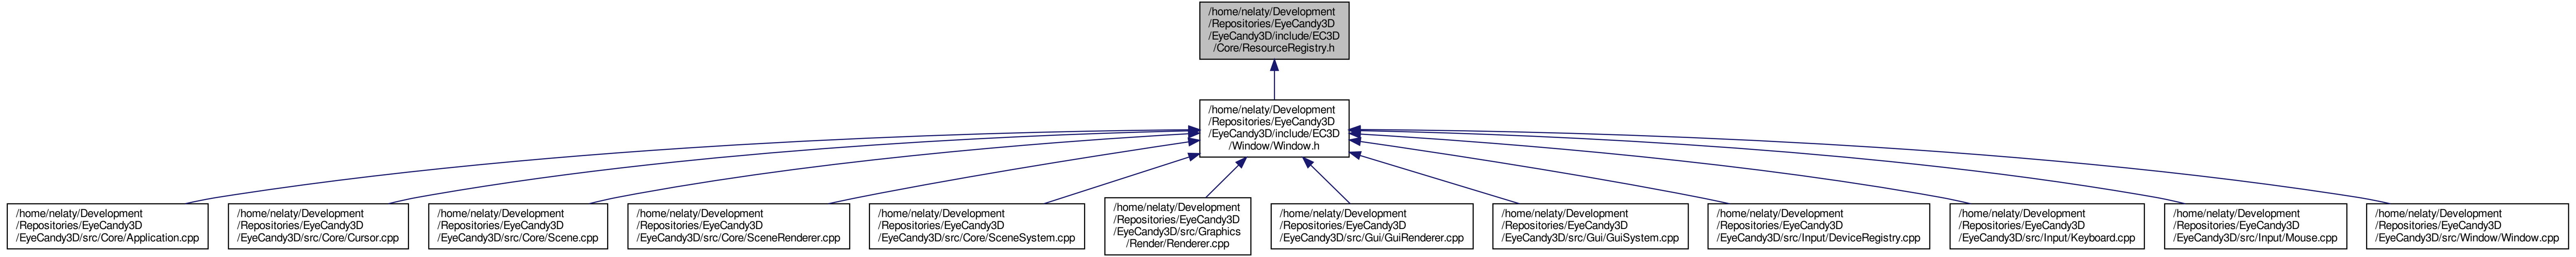 /home/nelaty/Development
/Repositories/EyeCandy3D
/EyeCandy3D/include/EC3D
/Core/ResourceRegistry.h
/home/nelaty/Development
/Repositories/EyeCandy3D
/EyeCandy3D/include/EC3D
/Window/Window.h
/home/nelaty/Development
/Repositories/EyeCandy3D
/EyeCandy3D/src/Core/Application.cpp
/home/nelaty/Development
/Repositories/EyeCandy3D
/EyeCandy3D/src/Core/Cursor.cpp
/home/nelaty/Development
/Repositories/EyeCandy3D
/EyeCandy3D/src/Core/Scene.cpp
/home/nelaty/Development
/Repositories/EyeCandy3D
/EyeCandy3D/src/Core/SceneRenderer.cpp
/home/nelaty/Development
/Repositories/EyeCandy3D
/EyeCandy3D/src/Core/SceneSystem.cpp
/home/nelaty/Development
/Repositories/EyeCandy3D
/EyeCandy3D/src/Graphics
/Render/Renderer.cpp
/home/nelaty/Development
/Repositories/EyeCandy3D
/EyeCandy3D/src/Gui/GuiRenderer.cpp
/home/nelaty/Development
/Repositories/EyeCandy3D
/EyeCandy3D/src/Gui/GuiSystem.cpp
/home/nelaty/Development
/Repositories/EyeCandy3D
/EyeCandy3D/src/Input/DeviceRegistry.cpp
/home/nelaty/Development
/Repositories/EyeCandy3D
/EyeCandy3D/src/Input/Keyboard.cpp
/home/nelaty/Development
/Repositories/EyeCandy3D
/EyeCandy3D/src/Input/Mouse.cpp
/home/nelaty/Development
/Repositories/EyeCandy3D
/EyeCandy3D/src/Window/Window.cpp